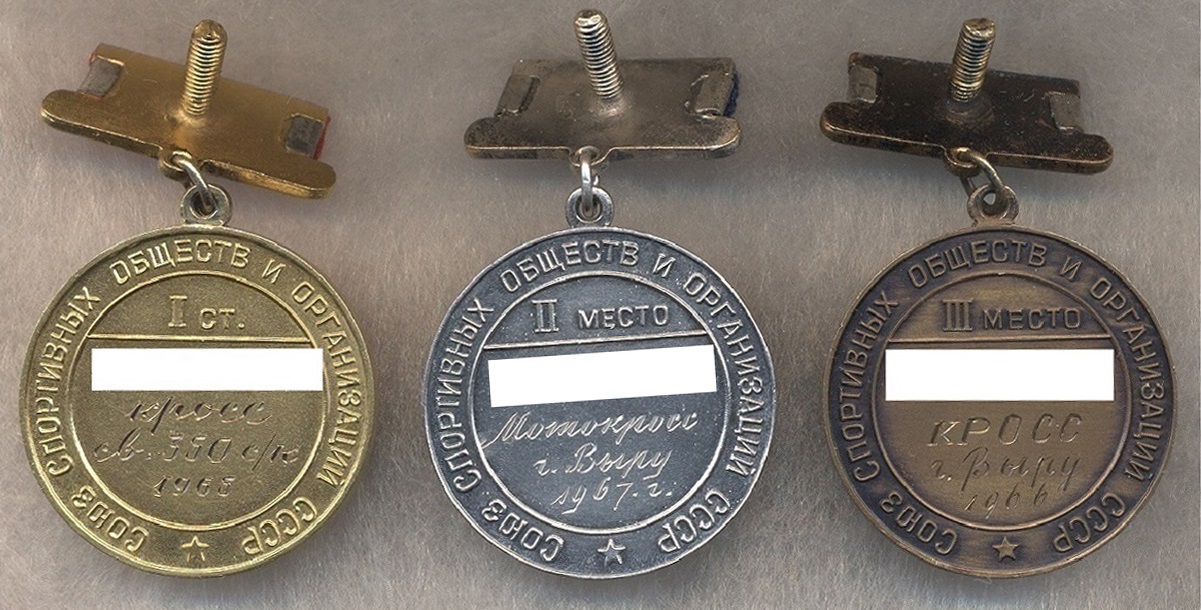 СОЮЗ СПОРТИВНЫХ ОБЩЕСТВ И ОРГАНИЗАЦИЙ СССР
I СТ.
кросс
св. 350 с/к
1965
СОЮЗ СПОРТИВНЫХ ОБЩЕСТВ И ОРГАНИЗАЦИЙ СССР
II МЕСТО
Мотокросс
г. Выру
1967. г.
СОЮЗ СПОРТИВНЫХ ОБЩЕСТВ И ОРГАНИЗАЦИЙ СССР
III МЕСТО
КРОСС
г. Выру
1966